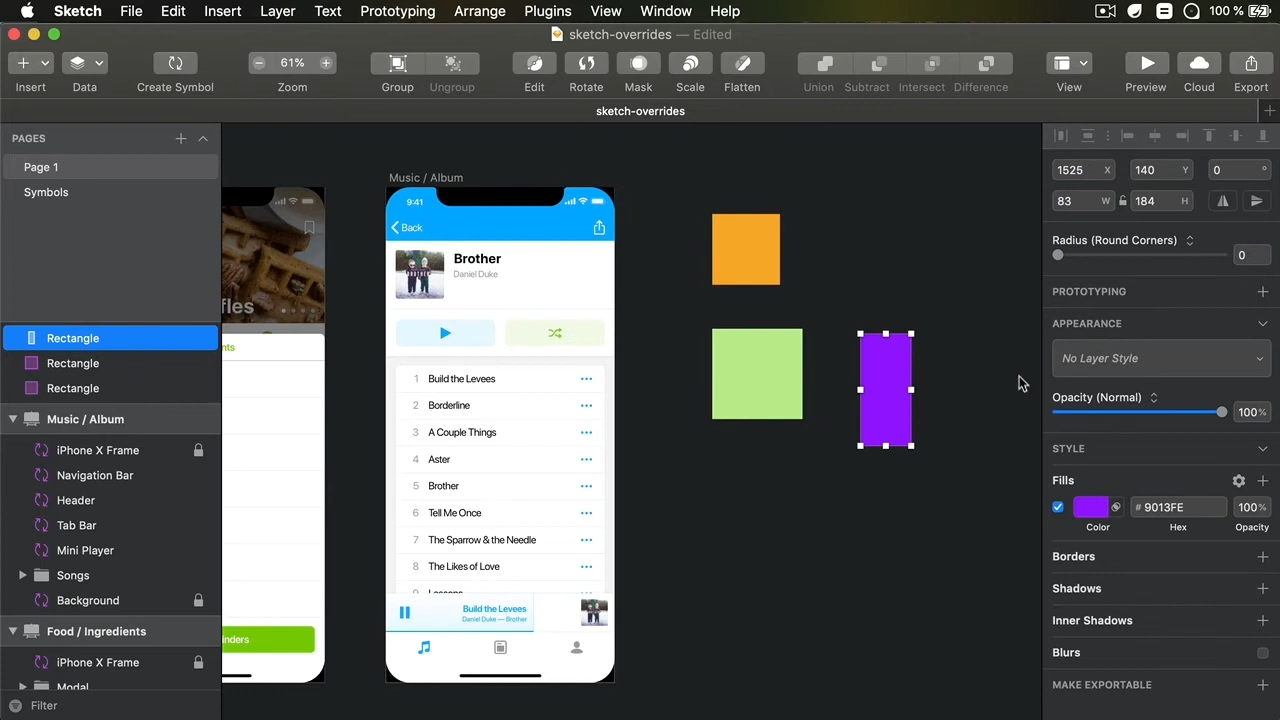 Sketch File Edit Insert Layer Text Prototyping Arrange Plugins View Window Help 100 %
sketch-overrides — Edited
61%
Insert Data Create Symbol Zoom Group Ungroup Edit Rotate Mask Scale Flatten Union Subtract Intersect Difference View Preview Cloud Export
sketch-overrides
PAGES
Page 1
Symbols
Rectangle
Rectangle
Rectangle
Music / Album
iPhone X Frame
Navigation Bar
Header
Tab Bar
Mini Player
Songs
Background
Food / Ingredients
iPhone X Frame
Modal
Filter
fles
nts
nders
Music / Album
9:41
Back
BROTHER
Brother
Daniel Duke
1 Build the Levees
2 Borderline
3 A Couple Things
4 Aster
5 Brother
6 Tell Me Once
7 The Sparrow & the Needle
8 The Likes of Love
9 Lessons
Build the Levees
Daniel Duke — Brother
1525 X 140 Y 0 °
83 W 184 H
Radius (Round Corners)
0
PROTOTYPING
APPEARANCE
No Layer Style
Opacity (Normal)
100%
STYLE
Fills
# 9013FE 100%
Color Hex Opacity
Borders
Shadows
Inner Shadows
Blurs
MAKE EXPORTABLE